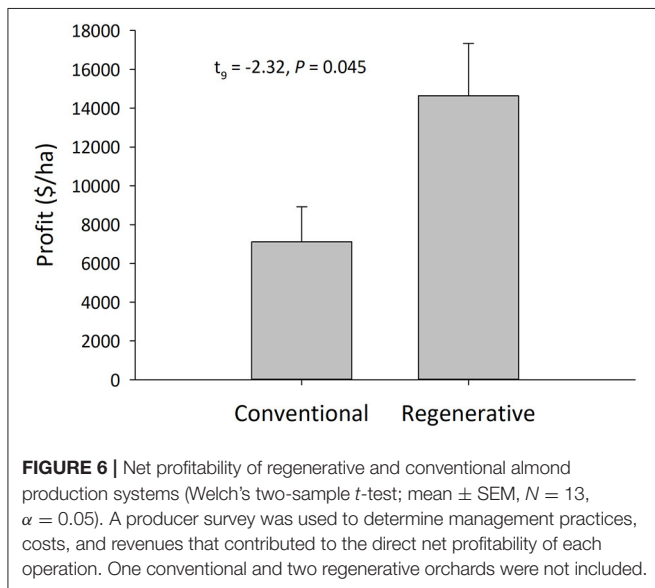 18000
16000
14000
12000
10000
8000
6000
4000
2000
0
Profit ($/ha)
t9 = -2.32, P = 0.045
Conventional Regenerative
FIGURE 6 | Net profitability of regenerative and conventional almond
production systems (Welch's two-sample t-test; mean ± SEM, N = 13,
α = 0.05). A producer survey was used to determine management practices,
costs, and revenues that contributed to the direct net profitability of each
operation. One conventional and two regenerative orchards were not included.